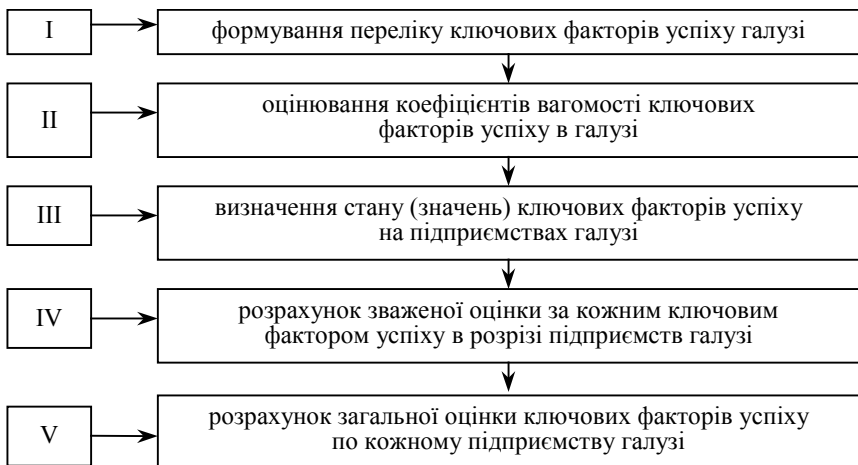 I
формування переліку ключових факторів успіху галузі
II
оцінювання коефіцієнтів вагомості ключових
факторів успіху в галузі
III
визначення стану (значень) ключових факторів успіху
на підприємствах галузі
IV
розрахунок зваженої оцінки за кожним ключовим
фактором успіху в розрізі підприємств галузі
V
розрахунок загальної оцінки ключових факторів успіху
по кожному підприємству галузі